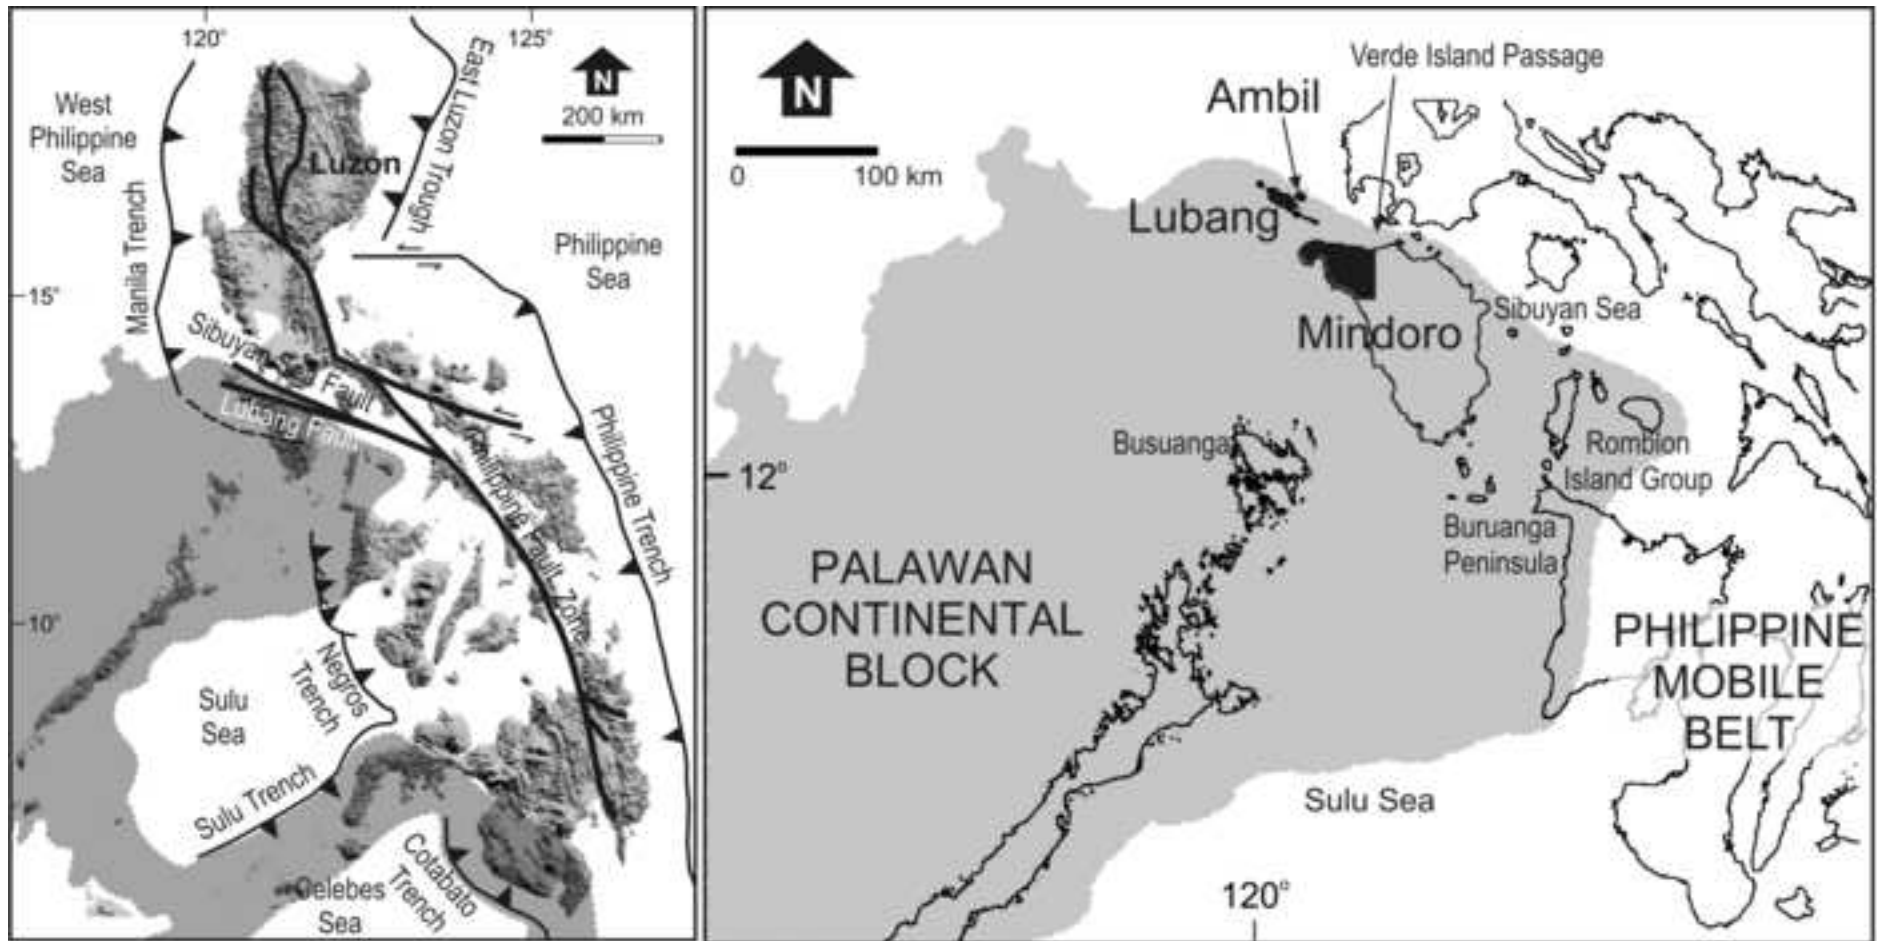 120°
125°
N
200 km
West
Philippine
Sea
Luzon
East Luzon Trough
Manila Trench
Philippine
Sea
15°
Sibuyan Sea Fault
Lubang Fault
Philippine Fault Zone
Philippine Trench
10°
Negros
Trench
Sulu
Sea
Sulu Trench
Cotabato
Trench
Celebes
Sea
N
0
100 km
Verde Island Passage
Ambil
Lubang
Mindoro
Sibuyan Sea
Busuanga
12°
Romblon
Island Group
Buruanga
Peninsula
PALAWAN
CONTINENTAL
BLOCK
PHILIPPINE
MOBILE
BELT
Sulu Sea
120°